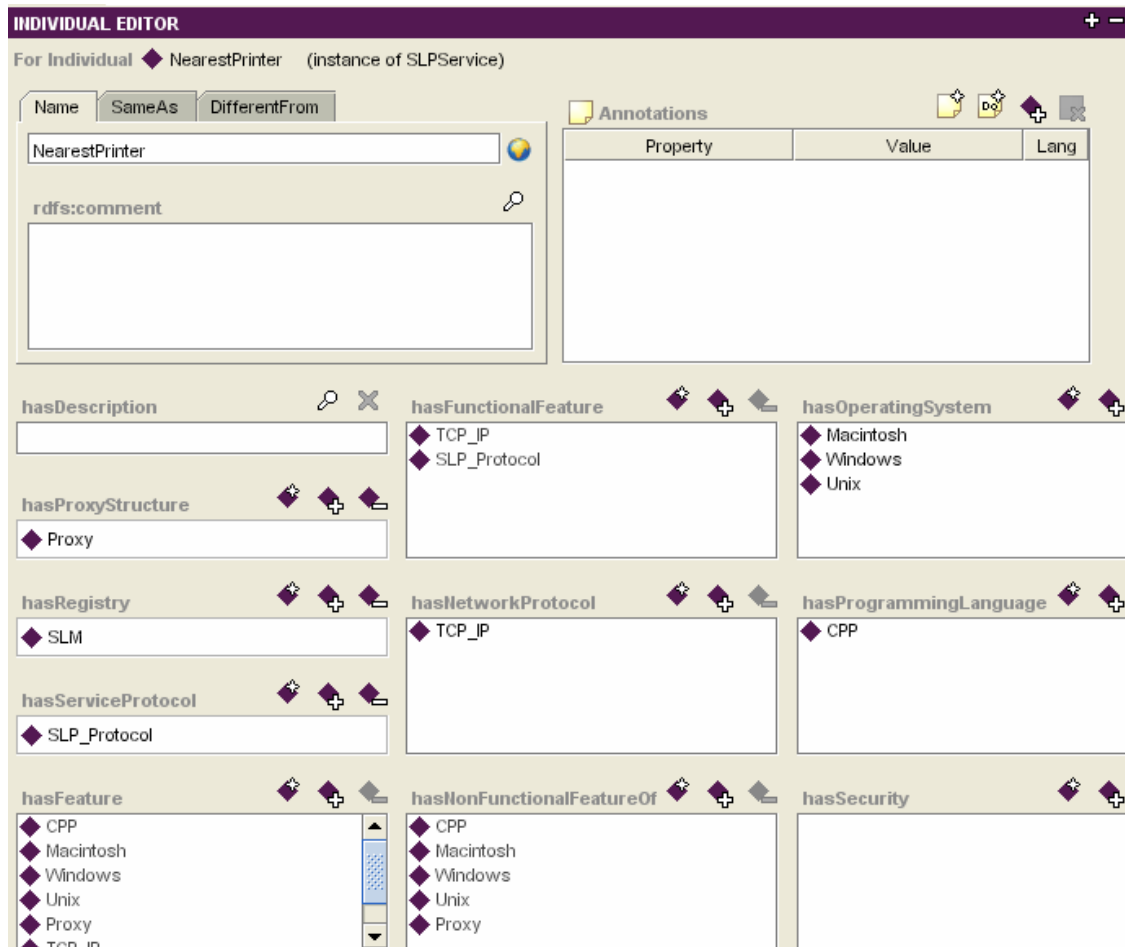 INDIVIDUAL EDITOR
For Individual NearestPrinter (instance of SLPService)
Name SameAs DifferentFrom
NearestPrinter
rdfs:comment
Annotations
Property Value Lang
hasDescription
hasProxyStructure
Proxy
hasRegistry
SLM
hasServiceProtocol
SLP_Protocol
hasFeature
CPP
Macintosh
Windows
Unix
Proxy
TCP_IP
hasFunctionalFeature
TCP_IP
SLP_Protocol
hasNetworkProtocol
TCP_IP
hasNonFunctionalFeatureOf
CPP
Macintosh
Windows
Unix
Proxy
hasOperatingSystem
Macintosh
Windows
Unix
hasProgrammingLanguage
CPP
hasSecurity